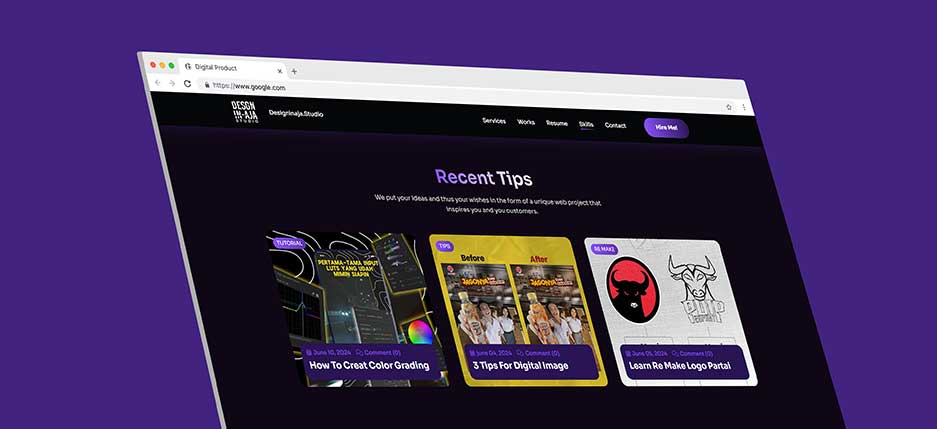 Digital Product
https://www.google.com
DESGN
IN-AJA
STUDIO
Designinaja.Studio
Services
Works
Resume
Skills
Contact
Hire Me!
Recent Tips
We put your ideas and thus your wishes in the form of a unique web project that
inspires you and you customers.
TUTORIAL
PERTAMA-TAMA INPUT
LUTS YANG UDAH
MIMIN SIAPIN
June 10, 2024
Comment (0)
How To Creat Color Grading
TIPS
Before
After
JAGONYA
JAGONYA
June 04, 2024
Comment (0)
3 Tips For Digital Image
RE MAKE
June 05, 2024
Comment (0)
Learn Re Make Logo Partai